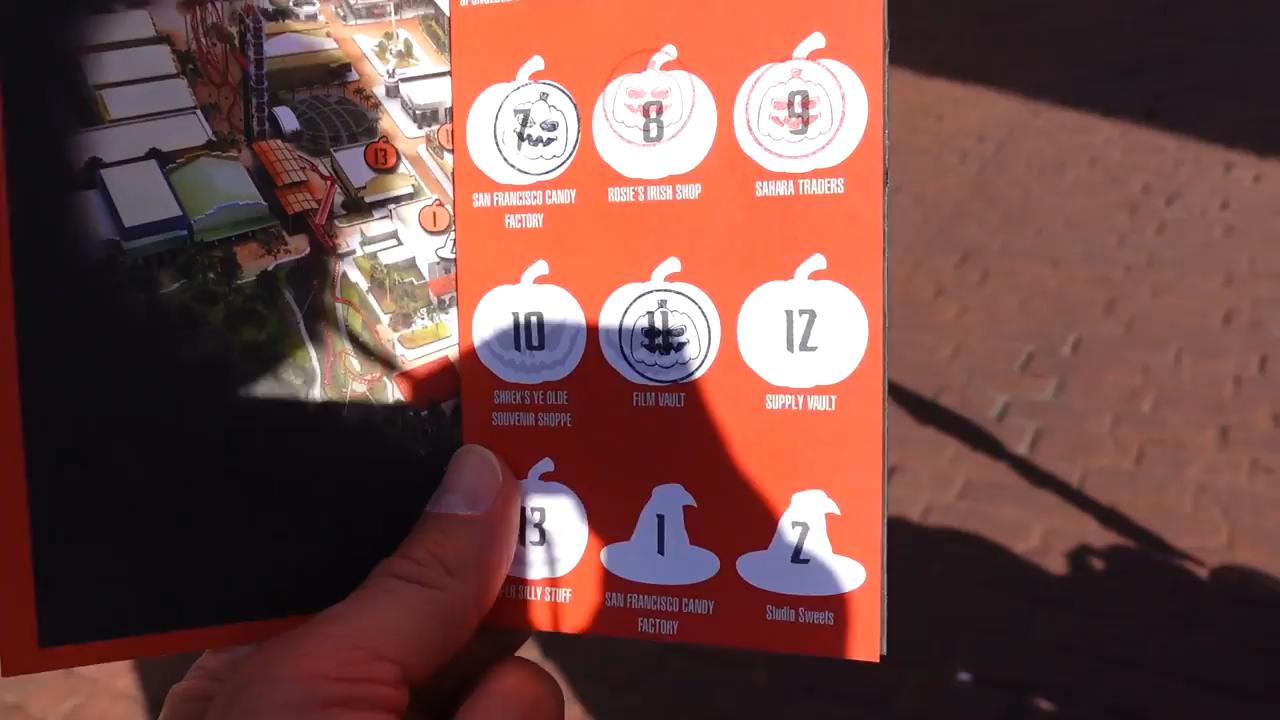 7
8
9
SAN FRANCISCO CANDY
FACTORY
ROSIE'S IRISH SHOP
SAHARA TRADERS
13
1
10
11
12
SHREK'S YE OLDE
SOUVENIR SHOPPE
FILM VAULT
SUPPLY VAULT
13
1
2
SILLY STUFF
SAN FRANCISCO CANDY
FACTORY
Studio Sweets